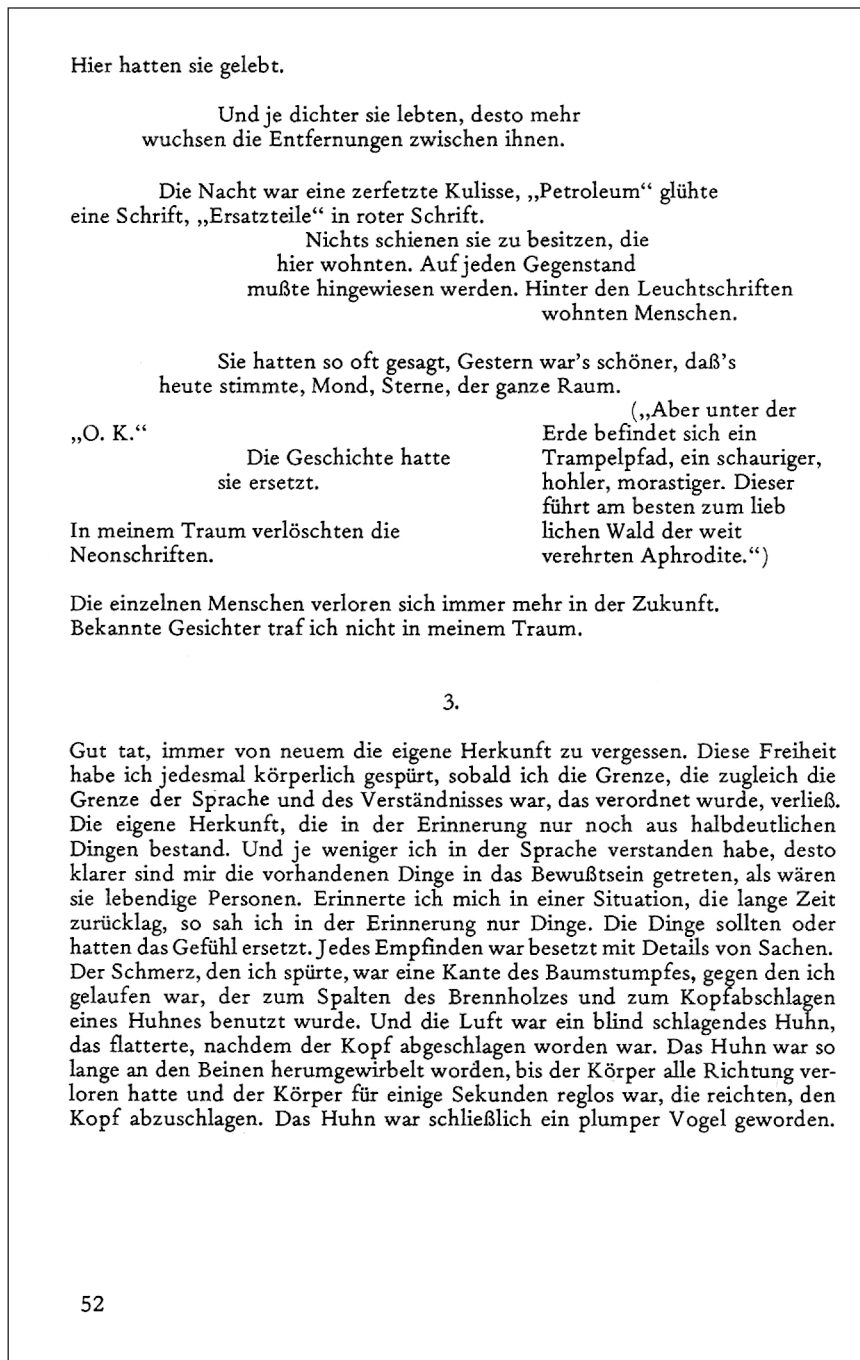 Hier hatten sie gelebt.
Und je dichter sie lebten, desto mehr
wuchsen die Entfernungen zwischen ihnen.
Die Nacht war eine zerfetzte Kulisse, „Petroleum“ glühte
eine Schrift, „Ersatzteile“ in roter Schrift.
Nichts schienen sie zu besitzen, die
hier wohnten. Auf jeden Gegenstand
mußte hingewiesen werden. Hinter den Leuchtschriften
wohnten Menschen.
Sie hatten so oft gesagt, Gestern war's schöner, daß's
heute stimmte, Mond, Sterne, der ganze Raum.
„O. K.“
Die Geschichte hatte
sie ersetzt.
In meinem Traum verlöschten die
Neonschriften.
(„Aber unter der
Erde befindet sich ein
Trampelpfad, ein schauriger,
hohler, morastiger. Dieser
führt am besten zum lieb
lichen Wald der weit
verehrten Aphrodite.“)
Die einzelnen Menschen verloren sich immer mehr in der Zukunft.
Bekannte Gesichter traf ich nicht in meinem Traum.
3.
Gut tat, immer von neuem die eigene Herkunft zu vergessen. Diese Freiheit
habe ich jedesmal körperlich gespürt, sobald ich die Grenze, die zugleich die
Grenze der Sprache und des Verständnisses war, das verordnet wurde, verließ.
Die eigene Herkunft, die in der Erinnerung nur noch aus halbdeutlichen
Dingen bestand. Und je weniger ich in der Sprache verstanden habe, desto
klarer sind mir die vorhandenen Dinge in das Bewußtsein getreten, als wären
sie lebendige Personen. Erinnerte ich mich in einer Situation, die lange Zeit
zurücklag, so sah ich in der Erinnerung nur Dinge. Die Dinge sollten oder
hatten das Gefühl ersetzt. Jedes Empfinden war besetzt mit Details von Sachen.
Der Schmerz, den ich spürte, war eine Kante des Baumstumpfes, gegen den ich
gelaufen war, der zum Spalten des Brennholzes und zum Kopfabschlagen
eines Huhnes benutzt wurde. Und die Luft war ein blind schlagendes Huhn,
das flatterte, nachdem der Kopf abgeschlagen worden war. Das Huhn war so
lange an den Beinen herumgewirbelt worden, bis der Körper alle Richtung ver-
loren hatte und der Körper für einige Sekunden reglos war, die reichten, den
Kopf abzuschlagen. Das Huhn war schließlich ein plumper Vogel geworden.
52